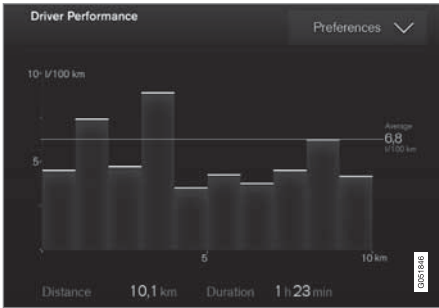 Driver Performance
Preferences
10 l/100 km
Average
6,8
l/100 km
5
5
10 km
G051846
Distance 10,1 km Duration 1 h 23 min